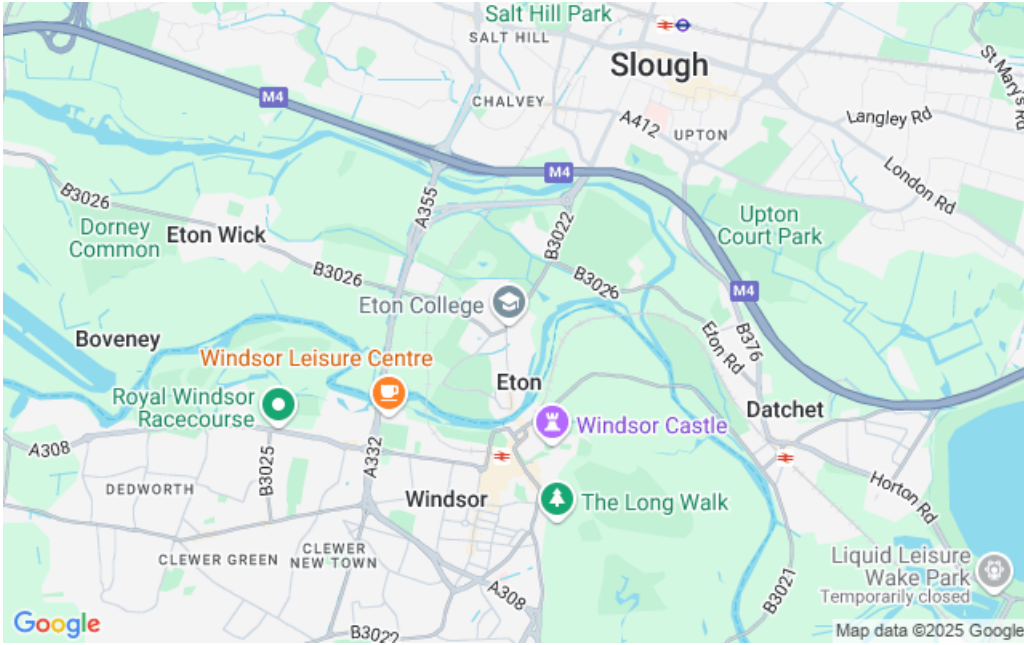 Salt Hill Park
SALT HILL
Slough
St Mary's Rd
M4
CHALVEY
A412
UPTON
Langley Rd
M4
London Rd
B3026
A355
Dorney
Common
Eton Wick
B3022
Upton
Court Park
B3026
B3026
M4
Eton College
Boveney
Eton Rd
B376
Windsor Leisure Centre
Eton
Royal Windsor
Racecourse
Datchet
Windsor Castle
A308
B3025
A332
DEDWORTH
Windsor
The Long Walk
Horton Rd
CLEWER GREEN
CLEWER
NEW TOWN
A308
B3021
Liquid Leisure
Wake Park
Temporarily closed
Google
B3022
Map data ©2025 Google